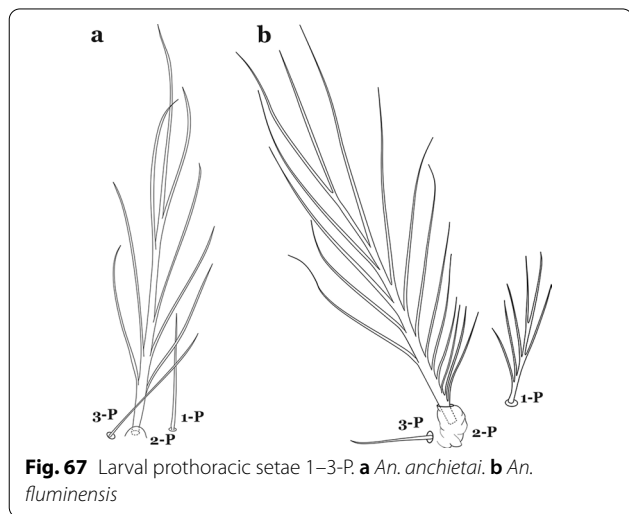 a
b
3-P
2-P
1-P
3-P
2-P
1-P
Fig. 67 Larval prothoracic setae 1–3-P. a An. anchietai. b An.
fluminensis